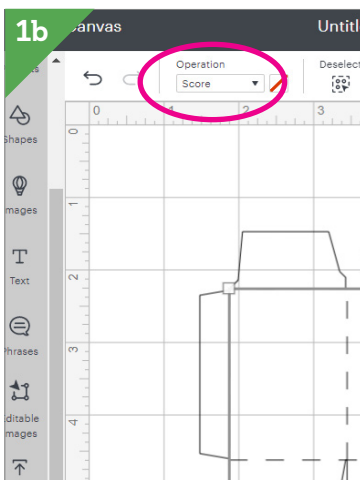 1b
anvas
Untitl
Operation
Deselect
Score
0 1 2 3
0
Shapes
1
mages
Text
2
Phrases
3
ditable
mages
4